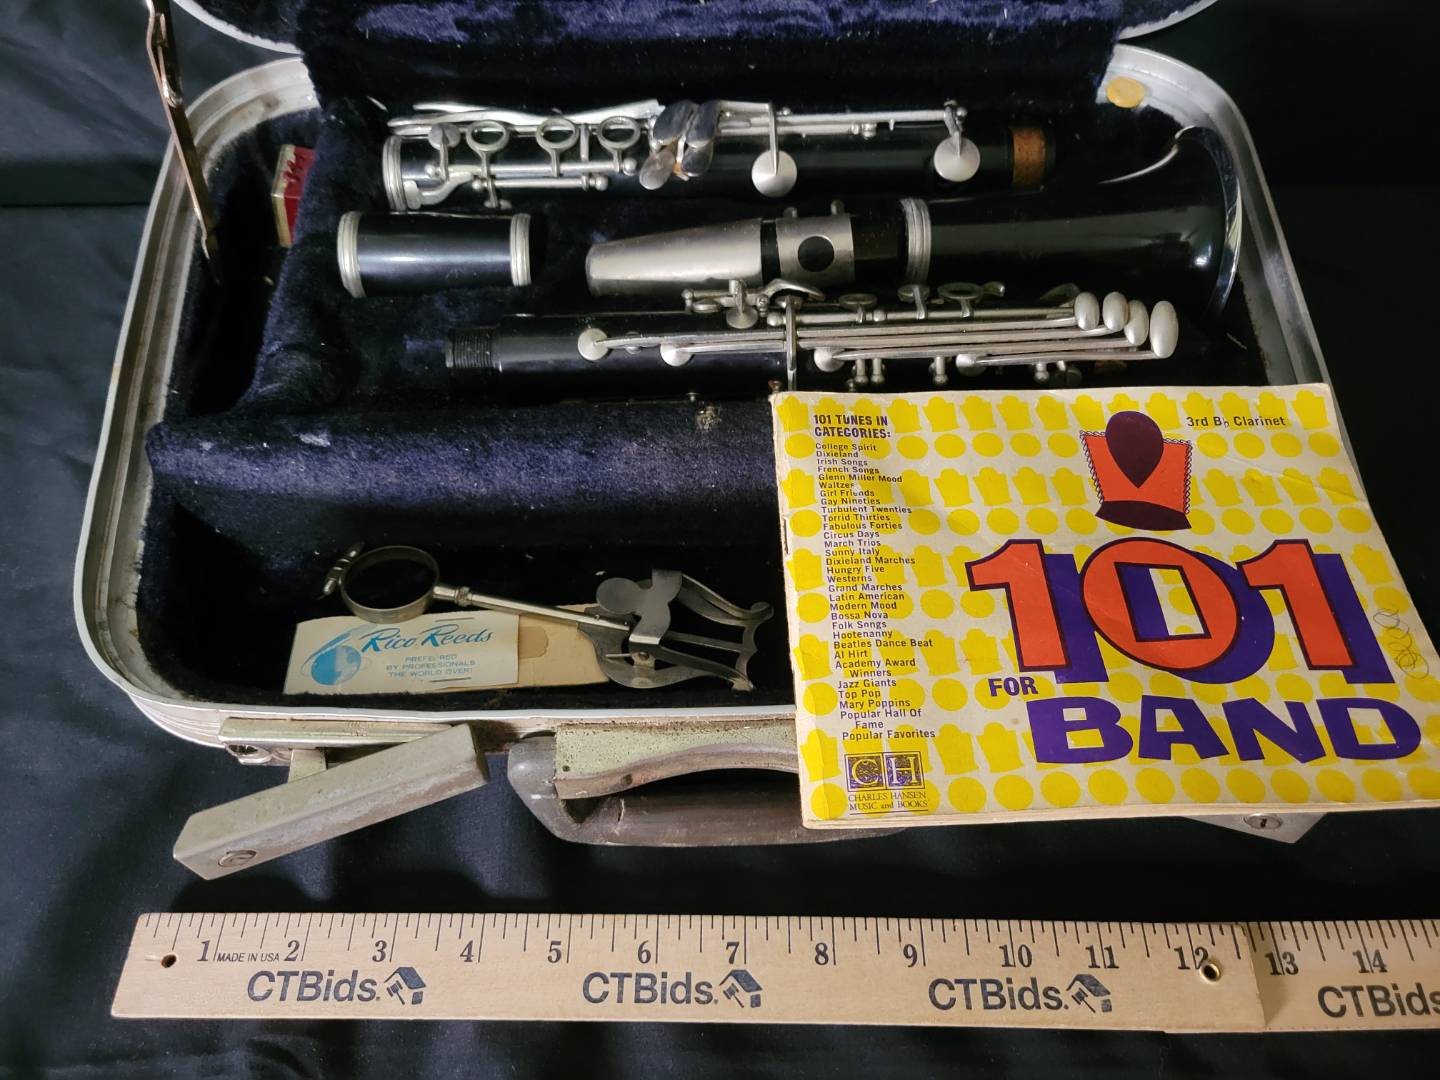 101 TUNES IN
CATEGORIES:
College Spirit
Dixieland
Irish Songs
French Songs
Glenn Miller Mood
Waltzes
Girl Friends
Gay Nineties
Turbulent Twenties
Torrid Thirties
Fabulous Forties
Circus Days
March Trios
Sunny Italy
Dixieland Marches
Hungry Five
Westerns
Grand Marches
Latin American
Modern Mood
Bossa Nova
Folk Songs
Hootenanny
Beatles Dance Beat
Al Hirt
Academy Award
Winners
Jazz Giants
Top Pop
Mary Poppins
Popular Hall Of
Fame
Popular Favorites
CH
CHARLES HANSEN
MUSIC and BOOKS
3rd B♭ Clarinet
101
FOR
BAND
Rico Reeds
PREFERRED
BY PROFESSIONALS
THE WORLD OVER!
1 MADE IN USA 2 3 4 5 6 7 8 9 10 11 12 13 14
CTBids. CTBids. CTBids. CTBids